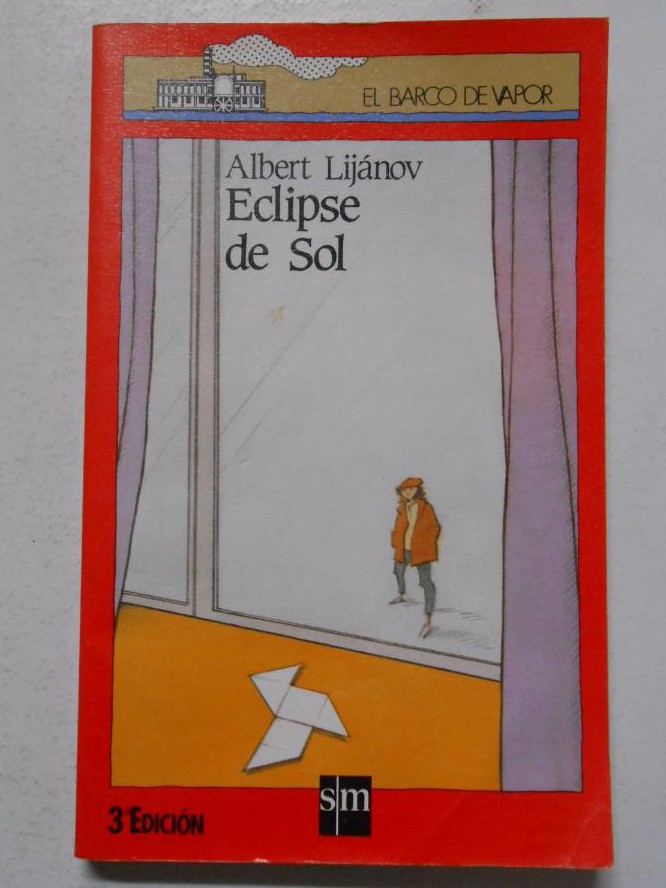 EL BARCO DE VAPOR
Albert Lijánov
Eclipse
de Sol
3ª EDICIÓN
sm